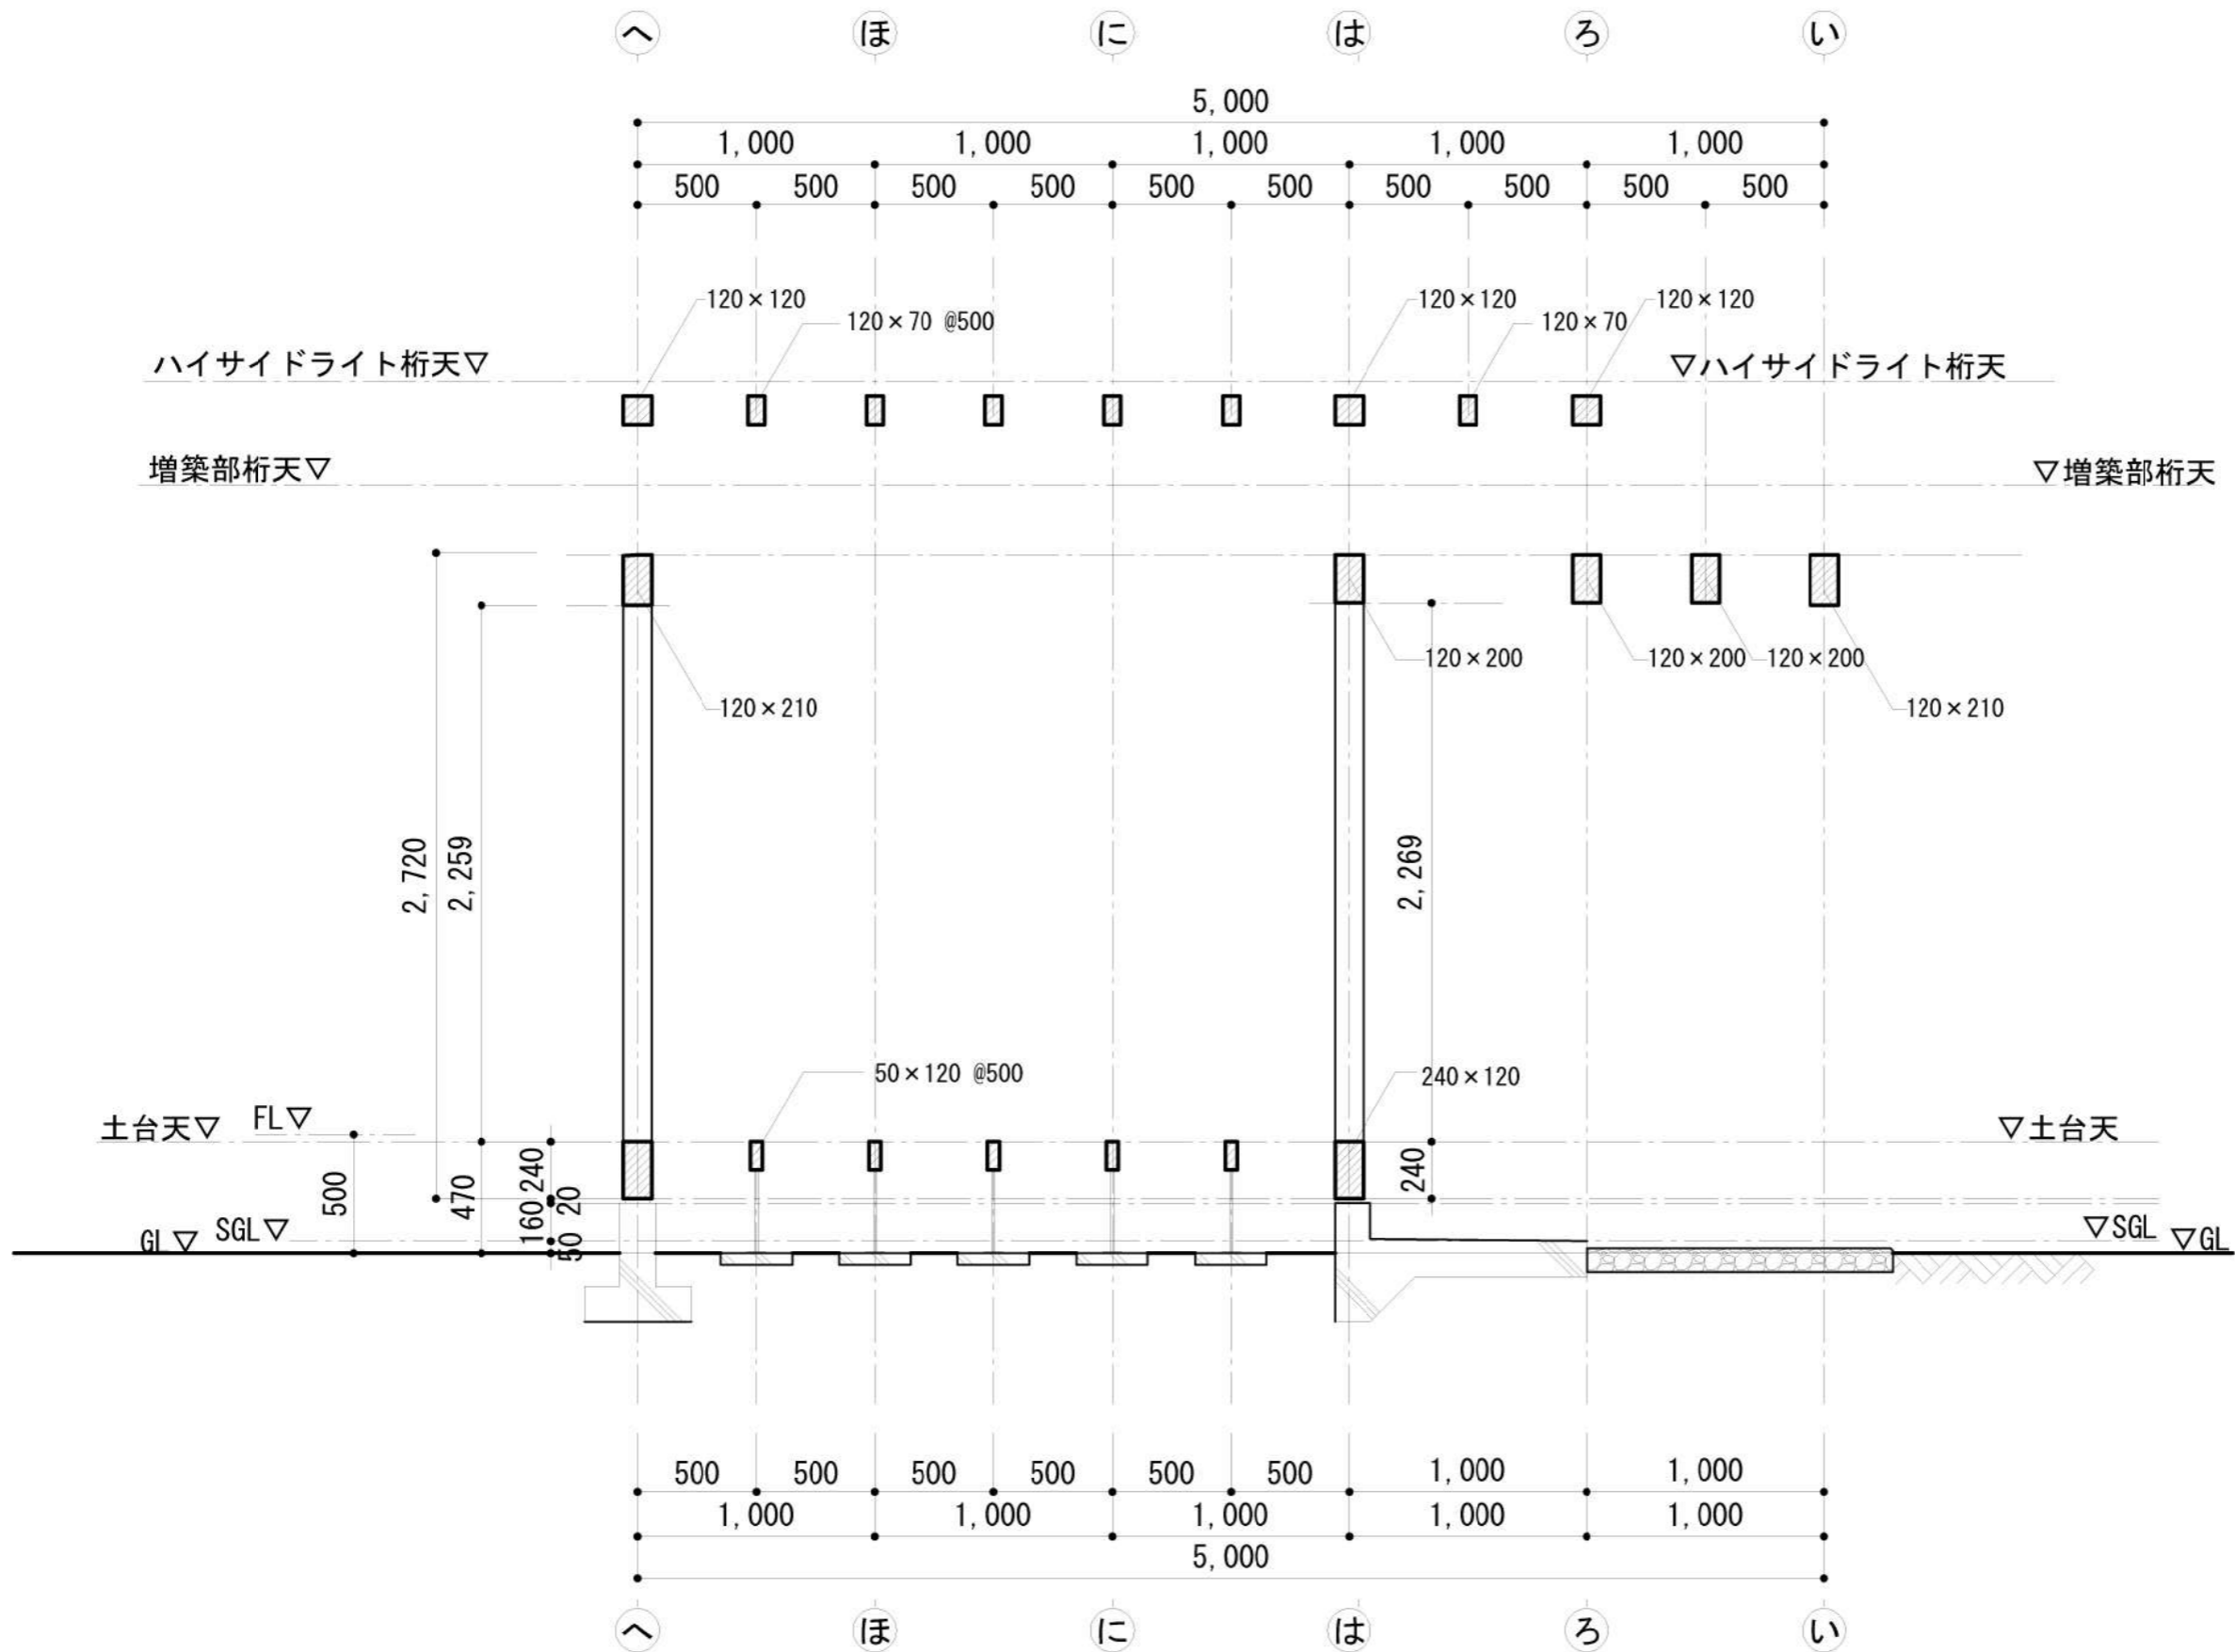 へ ほ に は ろ い
5,000
1,000 1,000 1,000 1,000 1,000
500 500 500 500 500 500 500 500 500 500
120×120 120×120 120×120
120×70 @500 120×70
ハイサイドライト桁天▽ ▽ハイサイドライト桁天
増築部桁天▽ ▽増築部桁天
120×200 120×200 120×200
120×210 120×210
2,720 2,259 2,269
50×120 @500 240×120
土台天▽ FL▽ ▽土台天
500 470 240 240
160 20
50
GL▽ SGL▽ ▽SGL ▽GL
500 500 500 500 500 500 1,000 1,000
1,000 1,000 1,000 1,000 1,000
5,000
へ ほ に は ろ い